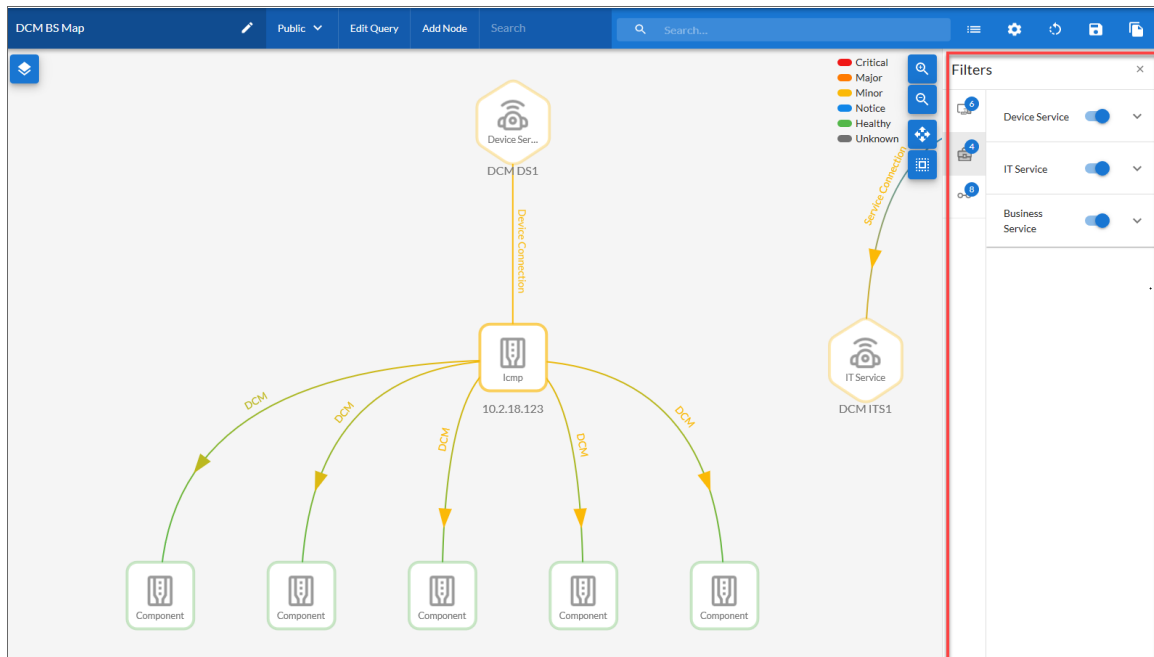 DCM BS Map
Public
Edit Query
Add Node
Search
Search...
Critical
Major
Minor
Notice
Healthy
Unknown
Filters
6
Device Service
4
IT Service
8
Business
Service
Device Ser...
DCM DS1
Device Connection
Service Connection
Icmp
10.2.18.123
IT Service
DCM ITS1
DCM
DCM
DCM
DCM
DCM
Component
Component
Component
Component
Component